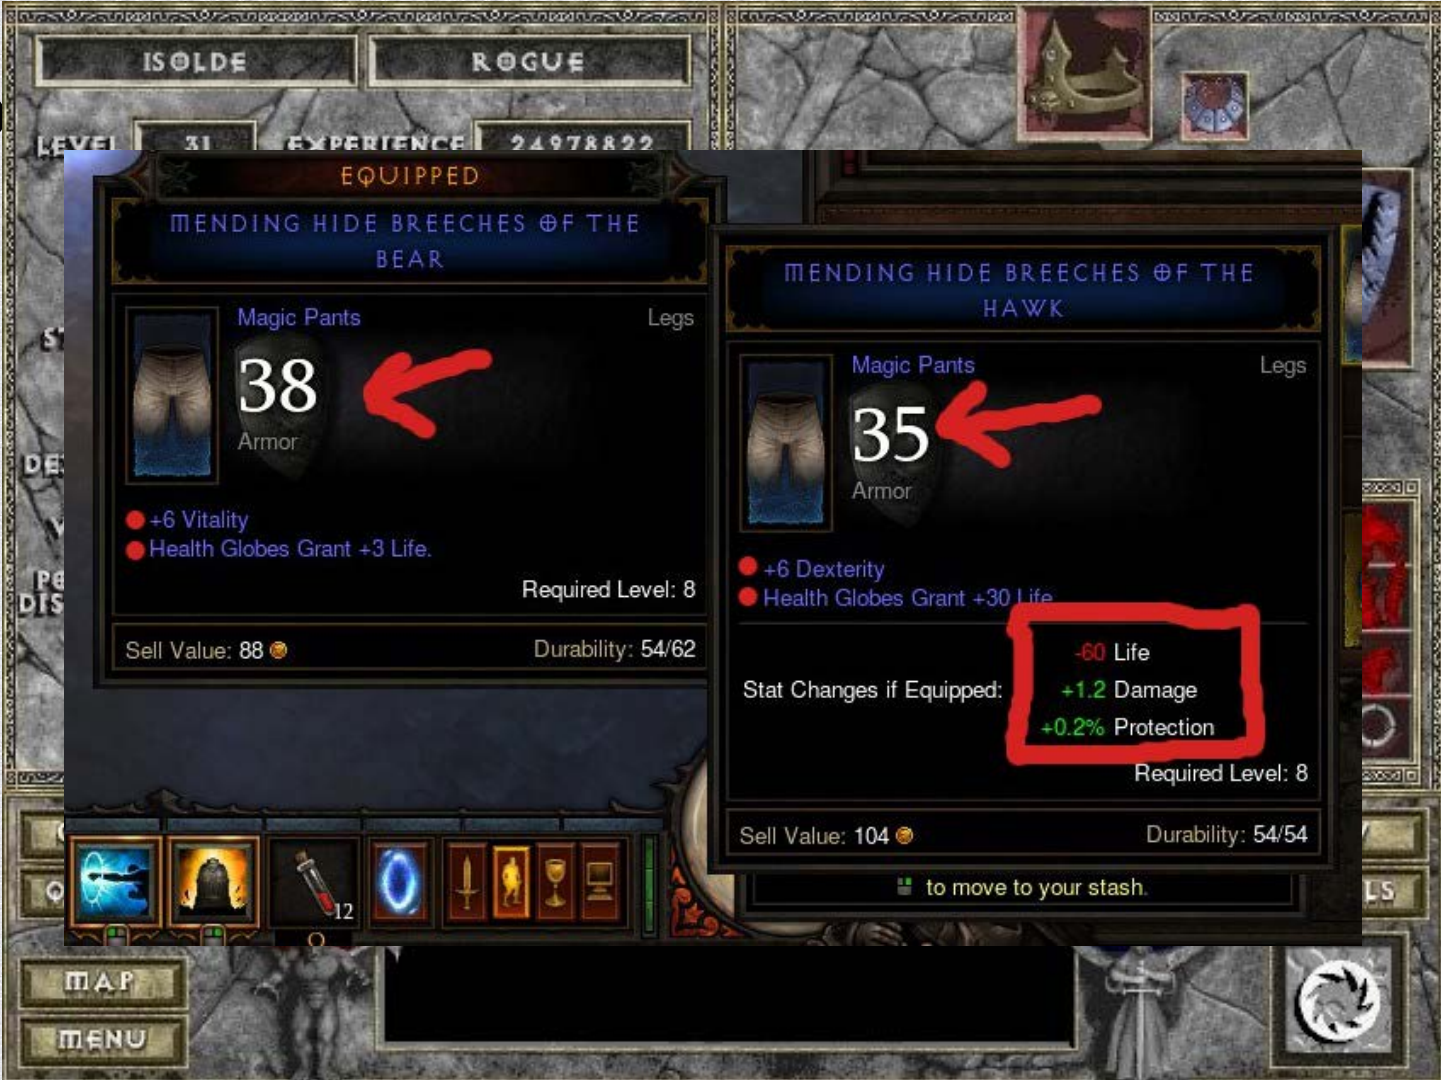 ISOLDE
ROGUE
LEVEL 31 EXPERIENCE 24978822
EQUIPPED
MENDING HIDE BREECHES OF THE
BEAR
Magic Pants
Legs
38
Armor
+6 Vitality
Health Globes Grant +3 Life.
Required Level: 8
Sell Value: 88
Durability: 54/62
MENDING HIDE BREECHES OF THE
HAWK
Magic Pants
Legs
35
Armor
+6 Dexterity
Health Globes Grant +30 Life
Stat Changes if Equipped:
-60 Life
+1.2 Damage
+0.2% Protection
Required Level: 8
Sell Value: 104
Durability: 54/54
to move to your stash.
12
Q
MAP
MENU